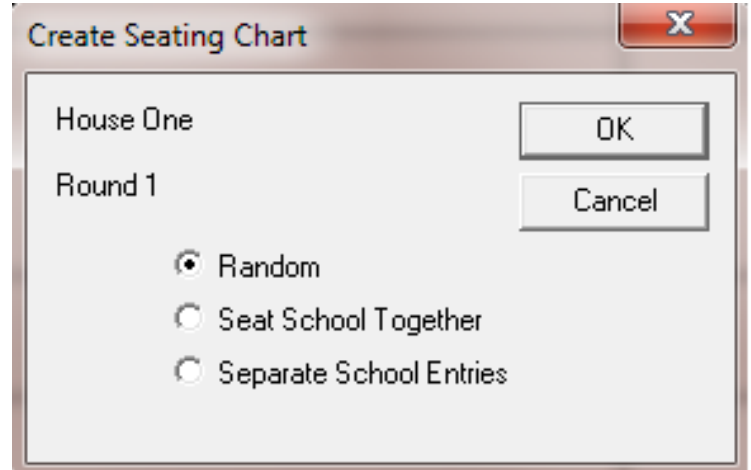 Create Seating Chart
House One
OK
Round 1
Cancel
Random
Seat School Together
Separate School Entries